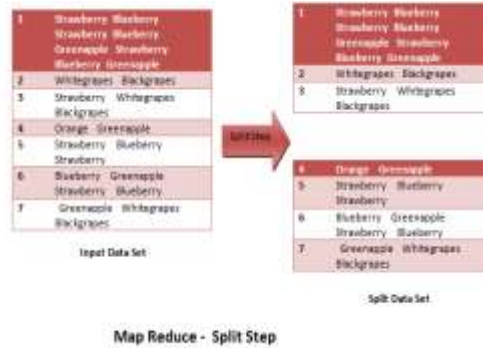 1 Strawberry Blueberry
Strawberry Blueberry
Greenapple Strawberry
Blueberry Greenapple
2 Whitegrapes Blackgrapes
3 Strawberry Whitegrapes
Blackgrapes
4 Orange Greenapple
5 Strawberry Blueberry
Strawberry
6 Blueberry Greenapple
Strawberry Blueberry
7 Greenapple Whitegrapes
Blackgrapes
Input Data Set
Split Step
1 Strawberry Blueberry
Strawberry Blueberry
Greenapple Strawberry
Blueberry Greenapple
2 Whitegrapes Blackgrapes
3 Strawberry Whitegrapes
Blackgrapes
4 Orange Greenapple
5 Strawberry Blueberry
Strawberry
6 Blueberry Greenapple
Strawberry Blueberry
7 Greenapple Whitegrapes
Blackgrapes
Split Data Set
Map Reduce - Split Step